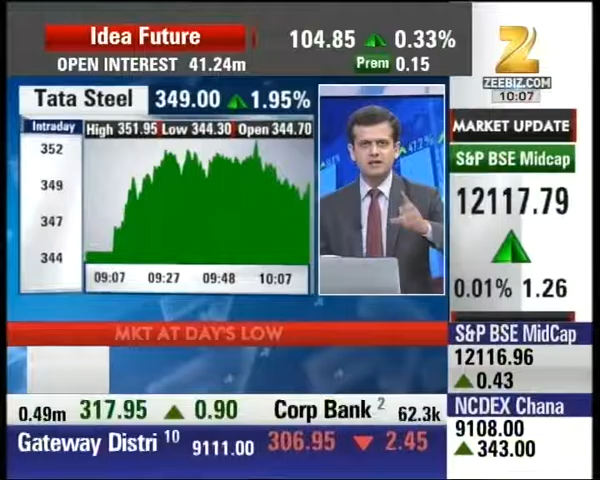 Idea Future
104.85 0.33%
OPEN INTEREST 41.24m
Prem 0.15
Z
ZEEBIZ.COM
10:07
Tata Steel 349.00 1.95%
Intraday High 351.95 Low 344.30 Open 344.70
352
349
347
344
09:07 09:27 09:48 10:07
MARKET UPDATE
S&P BSE Midcap
12117.79
0.01% 1.26
MKT AT DAY'S LOW
S&P BSE MidCap
12116.96
0.43
0.49m 317.95 0.90 Corp Bank 2 62.3k
NCDEX Chana
9108.00
343.00
Gateway Distri 10 9111.00 306.95 2.45